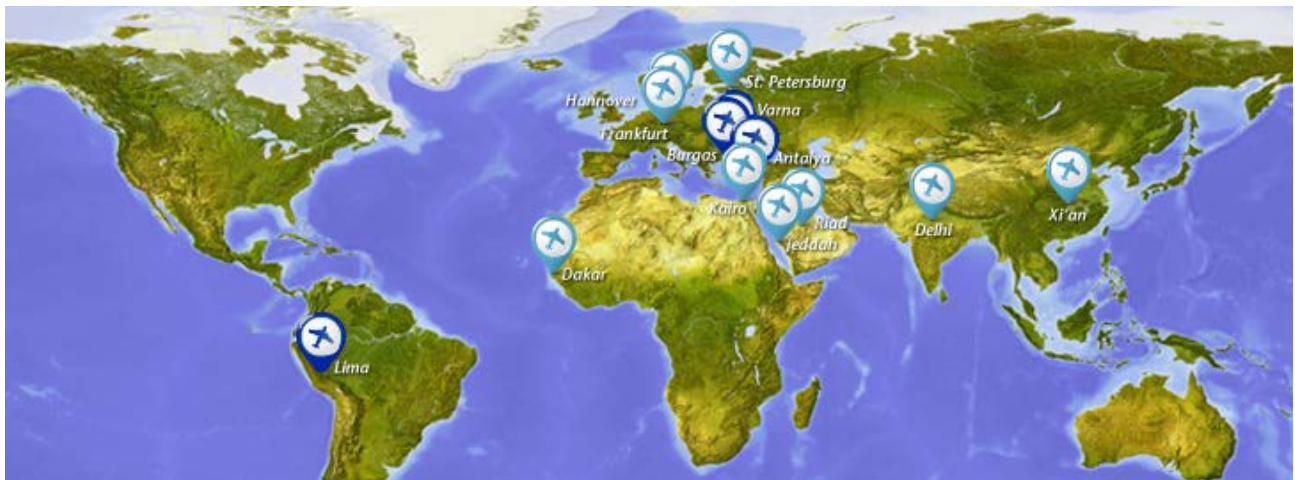 St. Petersburg
Hannover
Varna
Frankfurt
Burgas
Antalya
Kairo
Riad
Jeddah
Delhi
Xi'an
Dakar
Lima